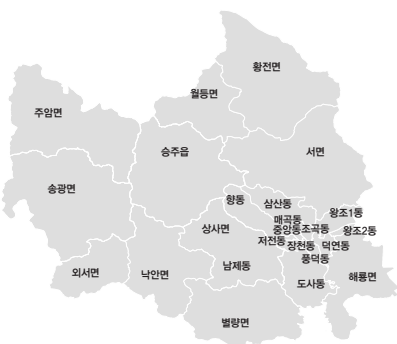 황전면
월등면
주암면
승주읍
서면
송광면
향동
삼산동
왕조1동
매곡동
상사면
중앙동
조곡동
왕조2동
저전동
장천동
덕연동
풍덕동
남제동
외서면
낙안면
해룡면
도사동
별량면